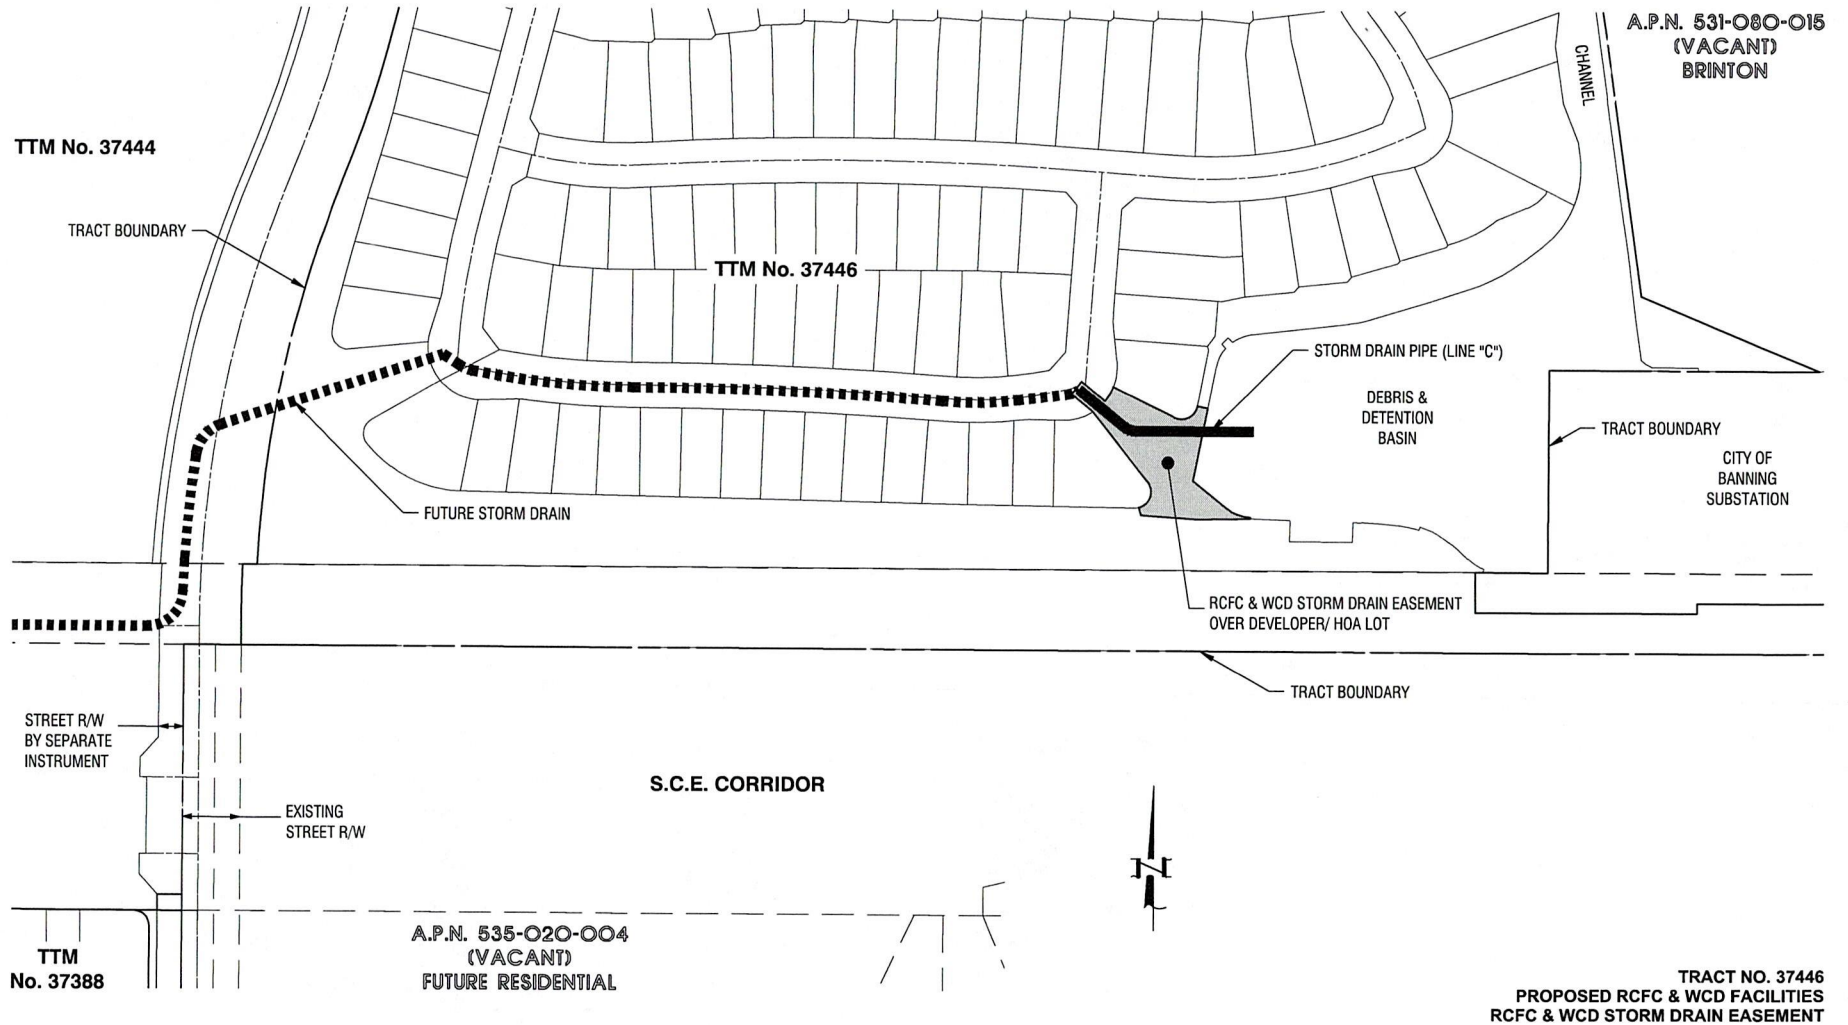 A.P.N. 531-080-015
(VACANT)
BRINTON
CHANNEL
TTM No. 37444
TRACT BOUNDARY
TTM No. 37446
STORM DRAIN PIPE (LINE "C")
DEBRIS &
DETENTION
BASIN
TRACT BOUNDARY
CITY OF
BANNING
SUBSTATION
FUTURE STORM DRAIN
RCFC & WCD STORM DRAIN EASEMENT
OVER DEVELOPER/ HOA LOT
TRACT BOUNDARY
STREET R/W
BY SEPARATE
INSTRUMENT
S.C.E. CORRIDOR
EXISTING
STREET R/W
N
A.P.N. 535-020-004
(VACANT)
FUTURE RESIDENTIAL
TTM
No. 37388
TRACT NO. 37446
PROPOSED RCFC & WCD FACILITIES
RCFC & WCD STORM DRAIN EASEMENT